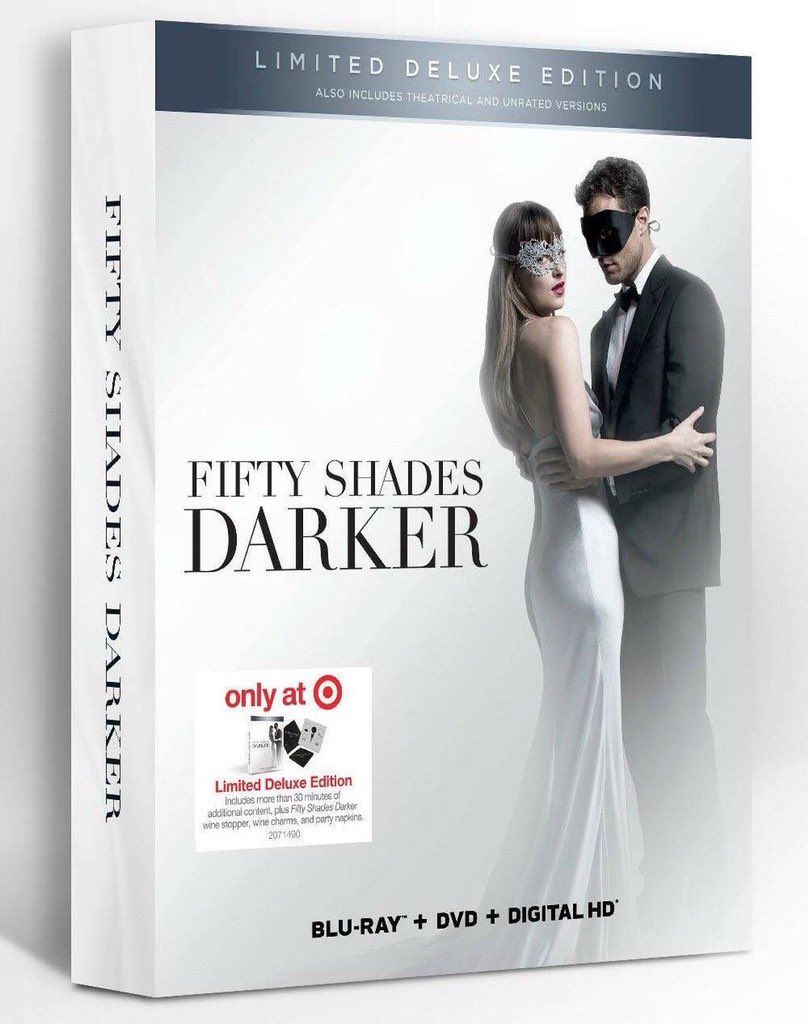 LIMITED DELUXE EDITION
ALSO INCLUDES THEATRICAL AND UNRATED VERSIONS
FIFTY SHADES DARKER
FIFTY SHADES
DARKER
only at
DARKER
Limited Deluxe Edition
Includes more than 30 minutes of
additional content, plus Fifty Shades Darker
wine stopper, wine charms, and party napkins.
2071490
BLU-RAY™ + DVD + DIGITAL HD*